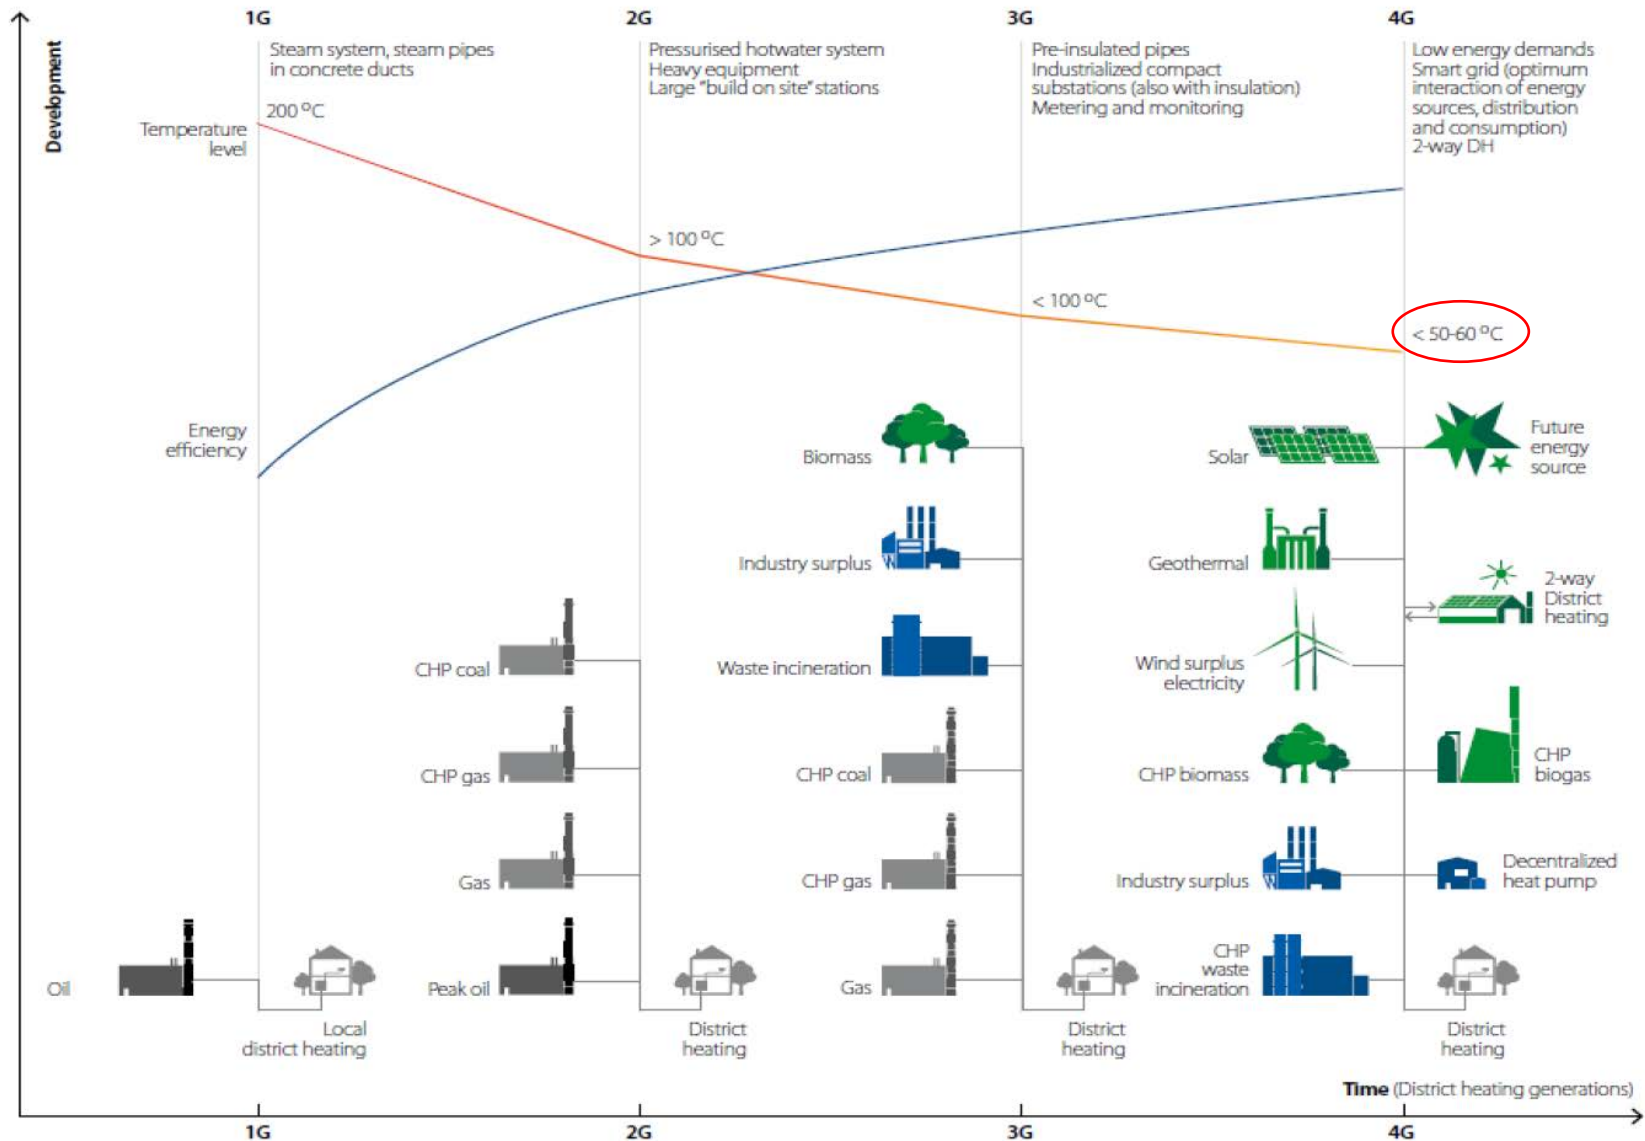 1G
2G
3G
4G
Development
Steam system, steam pipes
in concrete ducts
Pressurised hotwater system
Heavy equipment
Large "build on site" stations
Pre-insulated pipes
Industrialized compact
substations (also with insulation)
Metering and monitoring
Low energy demands
Smart grid (optimum
interaction of energy
sources, distribution
and consumption)
2-way DH
Temperature
level
200 °C
> 100 °C
< 100 °C
< 50-60 °C
Energy
efficiency
Biomass
Solar
Future
energy
source
Industry surplus
Geothermal
2-way
District
heating
CHP coal
Waste incineration
Wind surplus
electricity
CHP gas
CHP coal
CHP biomass
CHP
biogas
Gas
CHP gas
Industry surplus
Decentralized
heat pump
Oil
Peak oil
Gas
CHP
waste
incineration
Local
district heating
District
heating
District
heating
District
heating
Time (District heating generations)
1G
2G
3G
4G